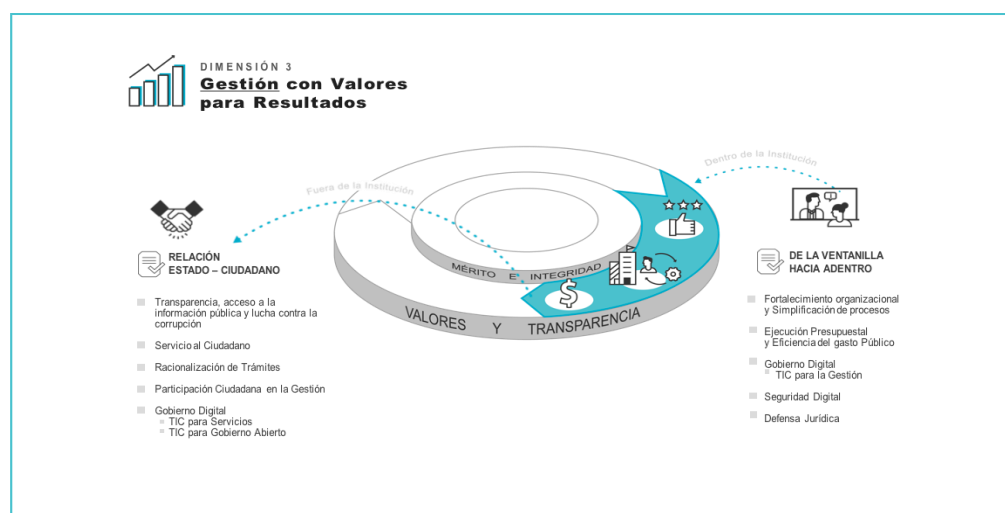 DIMENSIÓN 3
Gestión con Valores
para Resultados
Fuera de la Institución
Dentro de la Institución
MÉRITO E INTEGRIDAD
VALORES Y TRANSPARENCIA
$
RELACIÓN
ESTADO – CIUDADANO
Transparencia, acceso a la
información pública y lucha contra la
corrupción
Servicio al Ciudadano
Racionalización de Trámites
Participación Ciudadana en la Gestión
Gobierno Digital
TIC para Servicios
TIC para Gobierno Abierto
DE LA VENTANILLA
HACIA ADENTRO
Fortalecimiento organizacional
y Simplificación de procesos
Ejecución Presupuestal
y Eficiencia del gasto Público
Gobierno Digital
TIC para la Gestión
Seguridad Digital
Defensa Jurídica